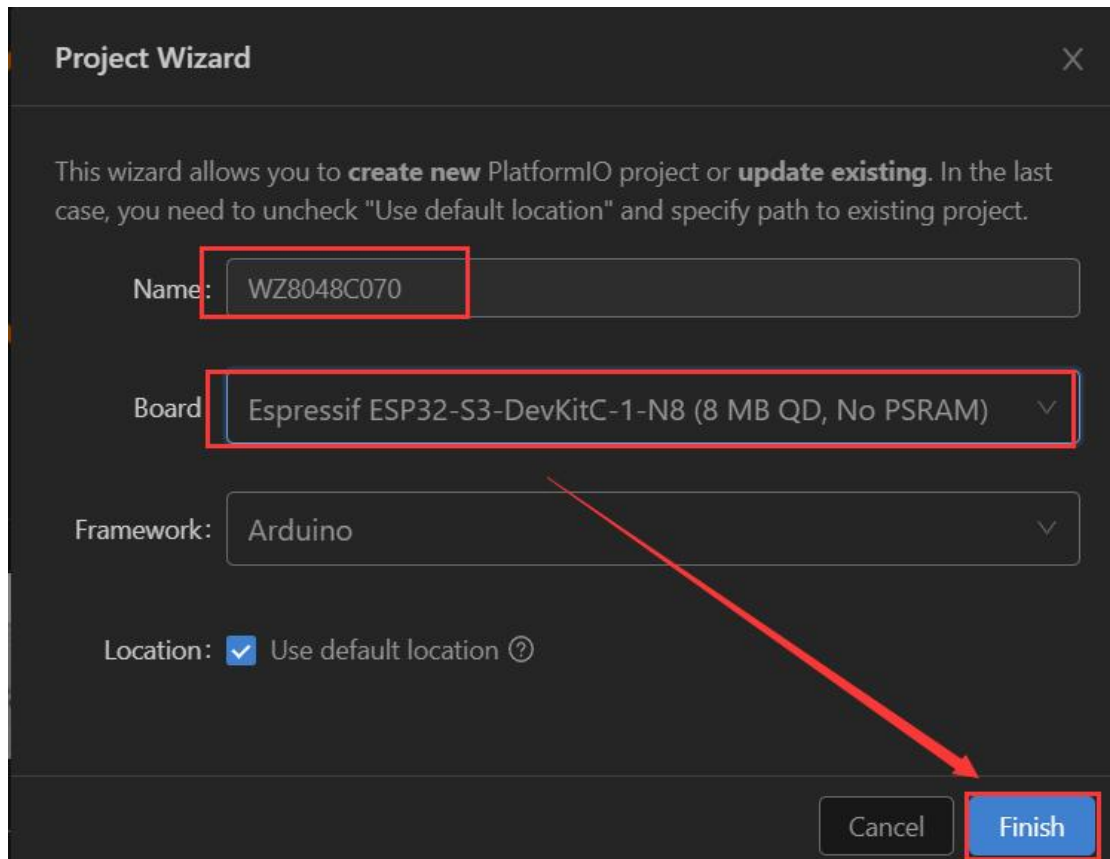 Project Wizard
This wizard allows you to create new PlatformIO project or update existing. In the last
case, you need to uncheck "Use default location" and specify path to existing project.
Name: WZ8048C070
Board Espressif ESP32-S3-DevKitC-1-N8 (8 MB QD, No PSRAM)
Framework: Arduino
Location: Use default location
Cancel Finish